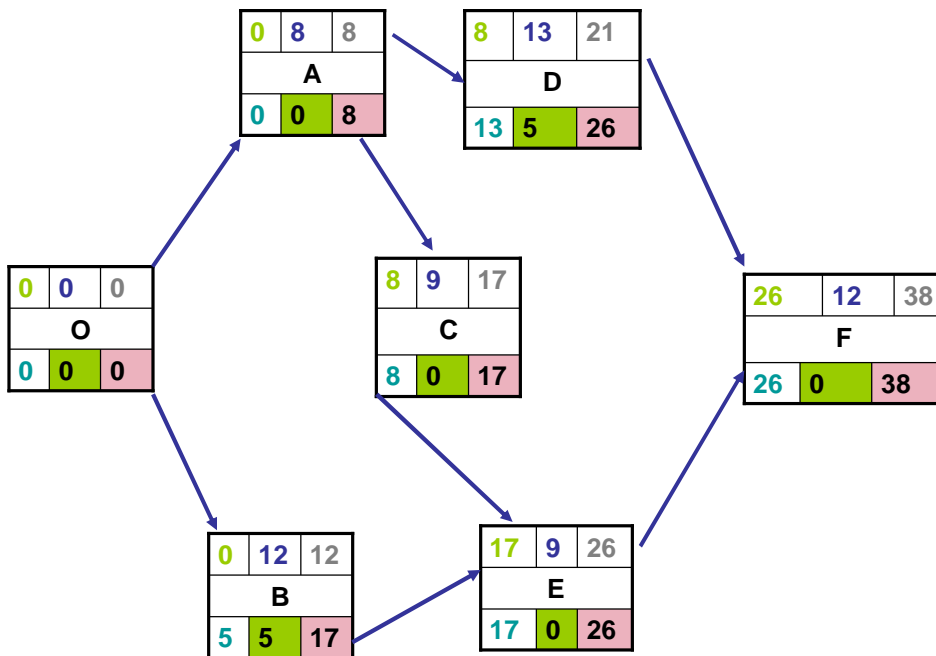 0 8 8
A
0 0 8
8 13 21
D
13 5 26
0 0 0
O
0 0 0
8 9 17
C
8 0 17
26 12 38
F
26 0 38
0 12 12
B
5 5 17
17 9 26
E
17 0 26